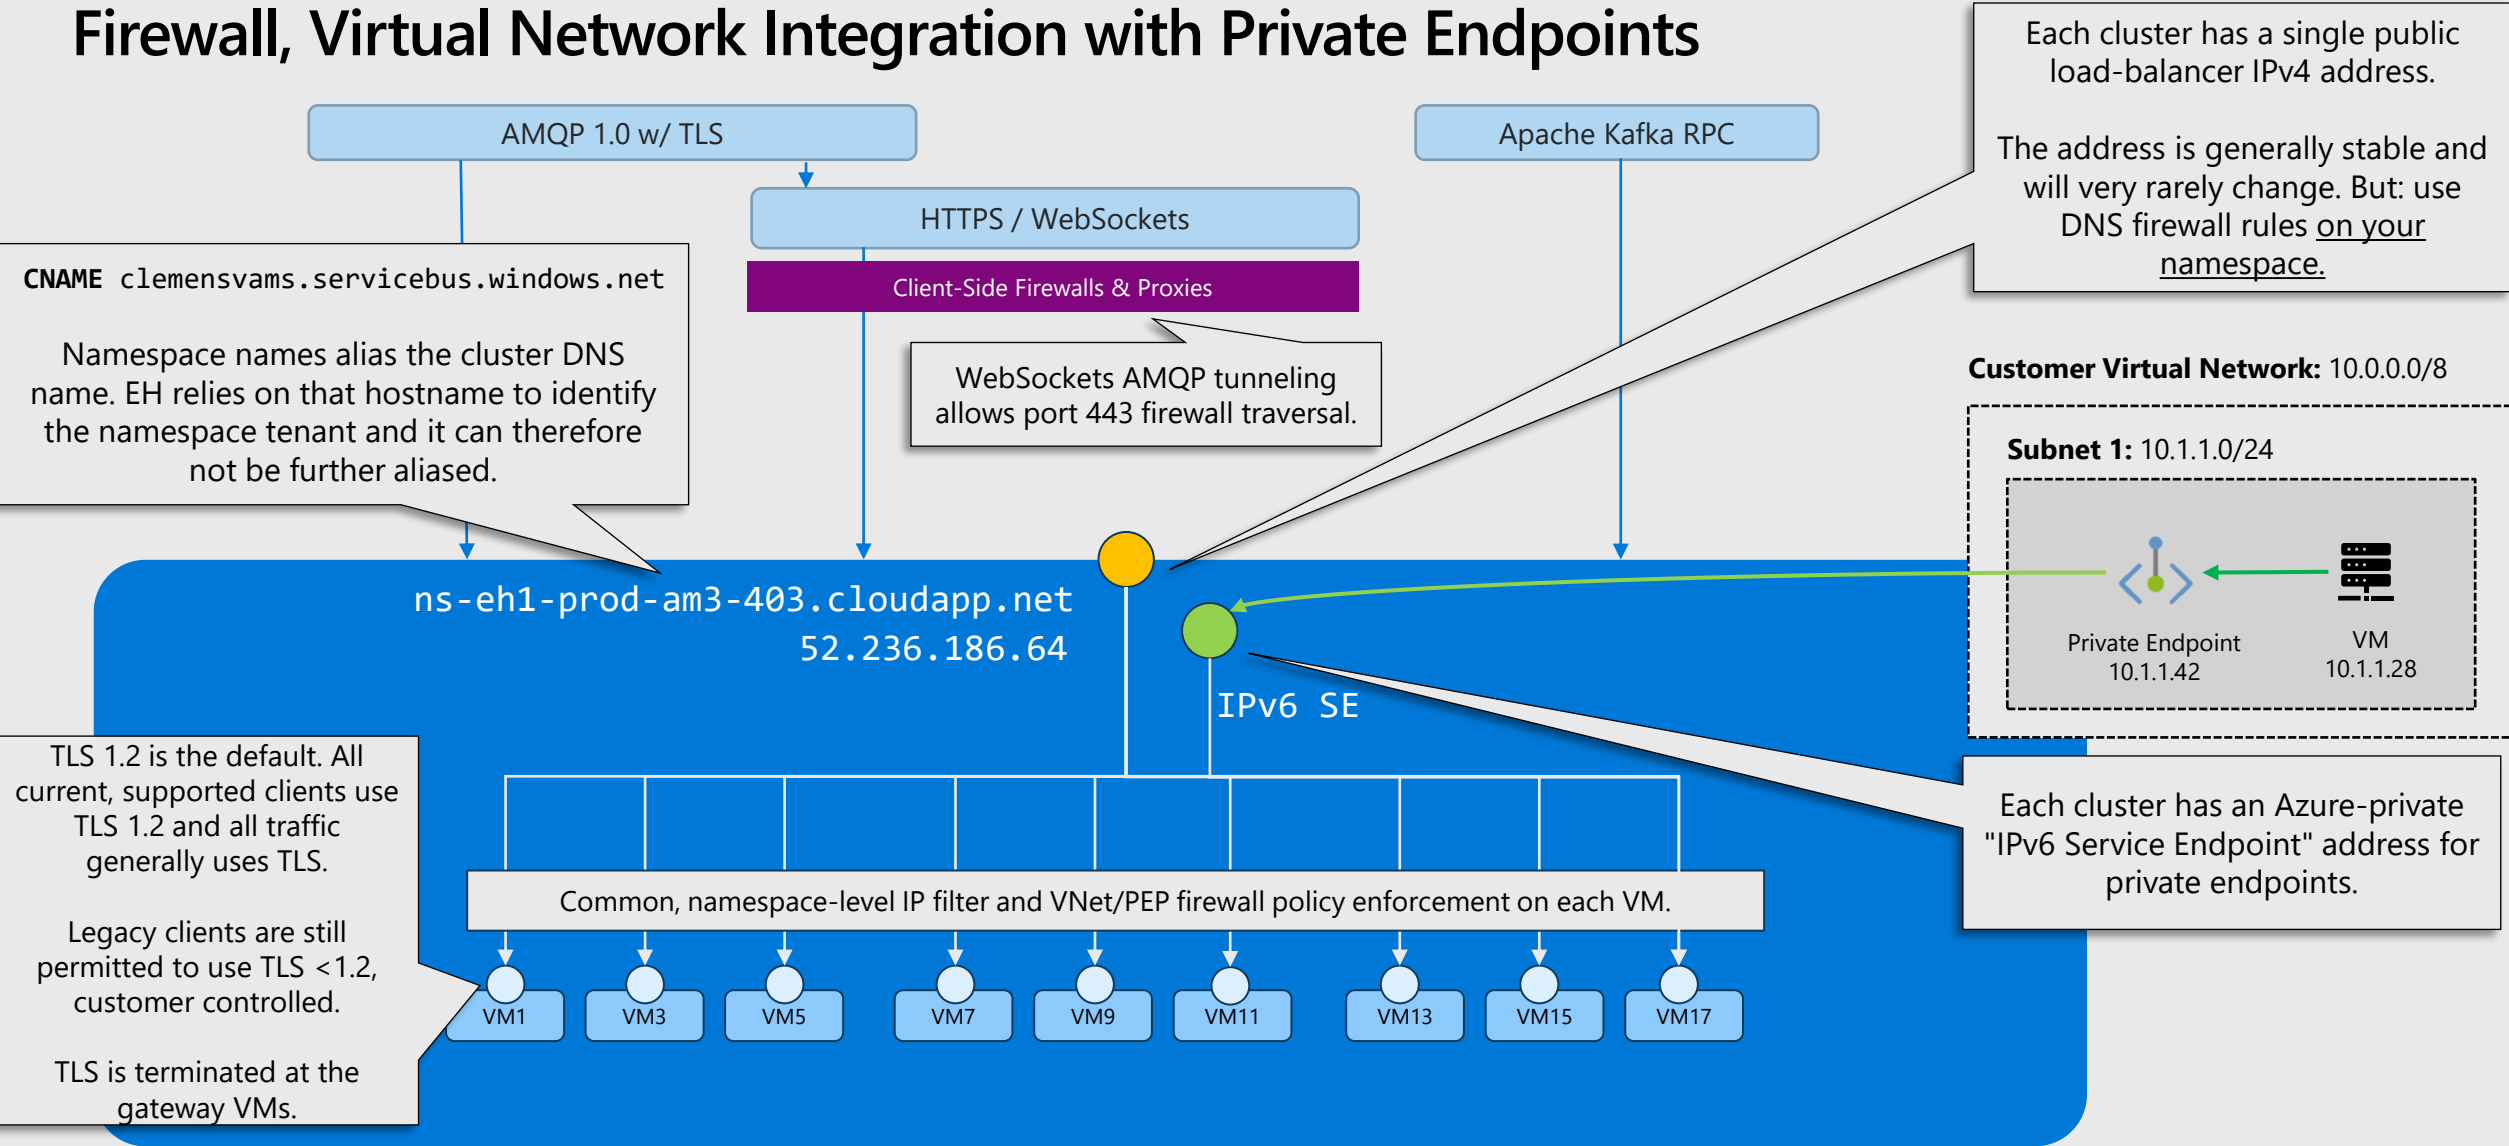 Firewall, Virtual Network Integration with Private Endpoints
Each cluster has a single public
load-balancer IPv4 address.
The address is generally stable and
will very rarely change. But: use
DNS firewall rules on your
namespace.
AMQP 1.0 w/ TLS
Apache Kafka RPC
HTTPS / WebSockets
Client-Side Firewalls & Proxies
WebSockets AMQP tunneling
allows port 443 firewall traversal.
CNAME clemensvams.servicebus.windows.net
Namespace names alias the cluster DNS
name. EH relies on that hostname to identify
the namespace tenant and it can therefore
not be further aliased.
Customer Virtual Network: 10.0.0.0/8
Subnet 1: 10.1.1.0/24
Private Endpoint
10.1.1.42
VM
10.1.1.28
ns-eh1-prod-am3-403.cloudapp.net
52.236.186.64
IPv6 SE
Each cluster has an Azure-private
"IPv6 Service Endpoint" address for
private endpoints.
TLS 1.2 is the default. All
current, supported clients use
TLS 1.2 and all traffic
generally uses TLS.
Legacy clients are still
permitted to use TLS <1.2,
customer controlled.
TLS is terminated at the
gateway VMs.
Common, namespace-level IP filter and VNet/PEP firewall policy enforcement on each VM.
VM1
VM3
VM5
VM7
VM9
VM11
VM13
VM15
VM17